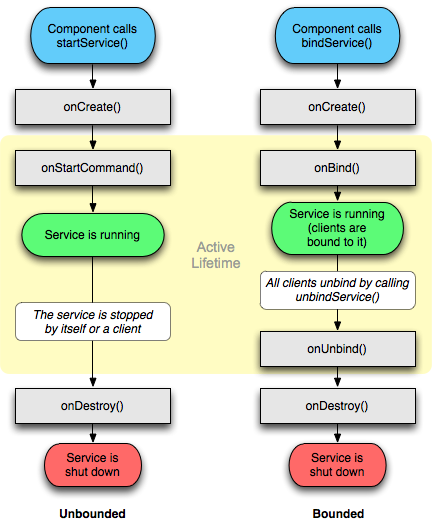 Component calls
startService()
onCreate()
onStartCommand()
Service is running
The service is stopped
by itself or a client
onDestroy()
Service is
shut down
Unbounded
Active
Lifetime
Component calls
bindService()
onCreate()
onBind()
Service is running
(clients are
bound to it)
All clients unbind by calling
unbindService()
onUnbind()
onDestroy()
Service is
shut down
Bounded